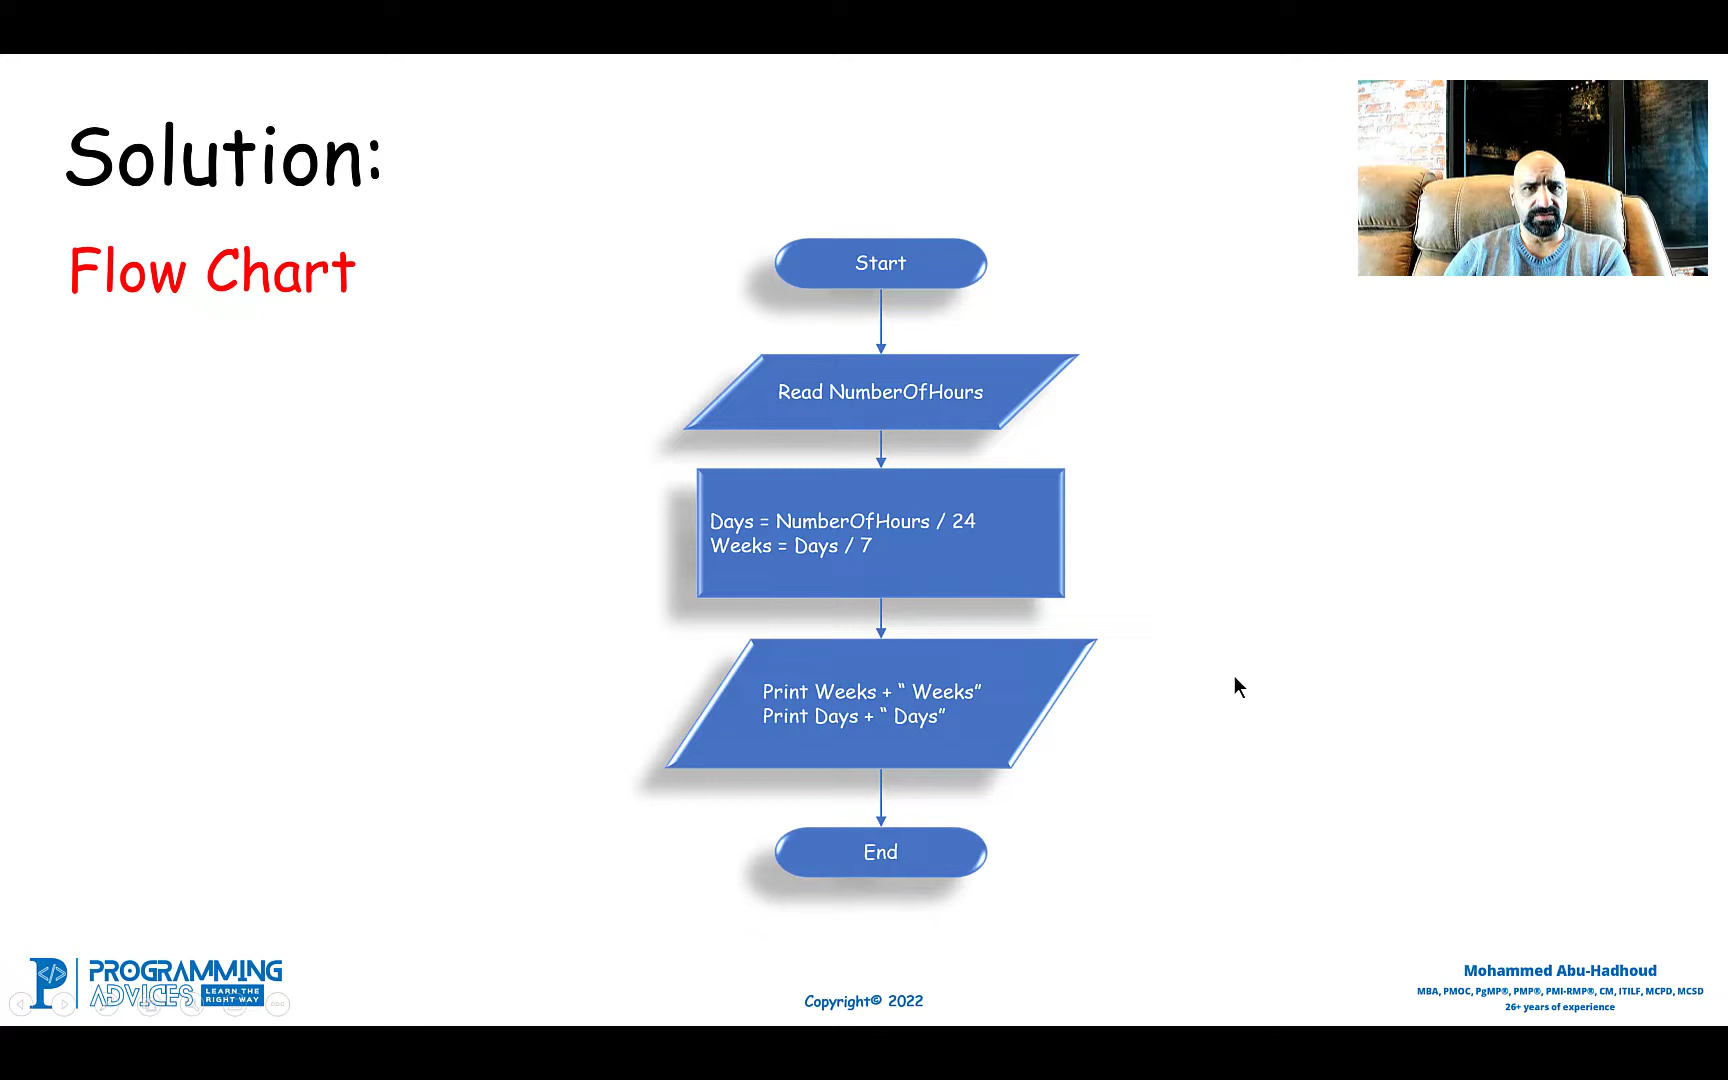 Solution:
Flow Chart
Start
Read NumberOfHours
Days = NumberOfHours / 24
Weeks = Days / 7
Print Weeks + “ Weeks”
Print Days + “ Days”
End
PROGRAMMING
ADVICES
LEARN THE
RIGHT WAY
Copyright© 2022
Mohammed Abu-Hadhoud
MBA, PMOC, PgMP®, PMP®, PMI-RMP®, CM, ITILF, MCPD, MCSD
26+ years of experience